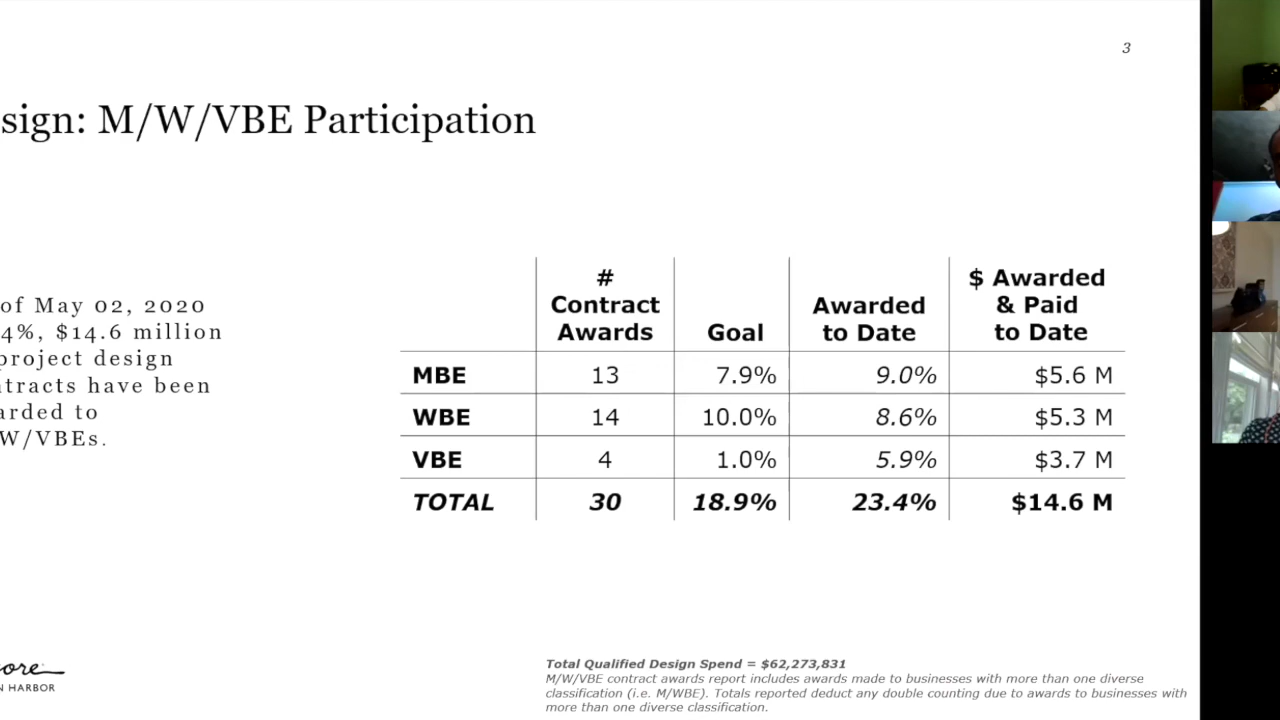 3
sign: M/W/VBE Participation
of May 02, 2020
4%, $14.6 million
project design
ntracts have been
arded to
W/VBEs.
# Contract Awards Goal Awarded to Date $ Awarded & Paid to Date
MBE 13 7.9% 9.0% $5.6 M
WBE 14 10.0% 8.6% $5.3 M
VBE 4 1.0% 5.9% $3.7 M
TOTAL 30 18.9% 23.4% $14.6 M
ore
N HARBOR
Total Qualified Design Spend = $62,273,831
M/W/VBE contract awards report includes awards made to businesses with more than one diverse
classification (i.e. M/WBE). Totals reported deduct any double counting due to awards to businesses with
more than one diverse classification.